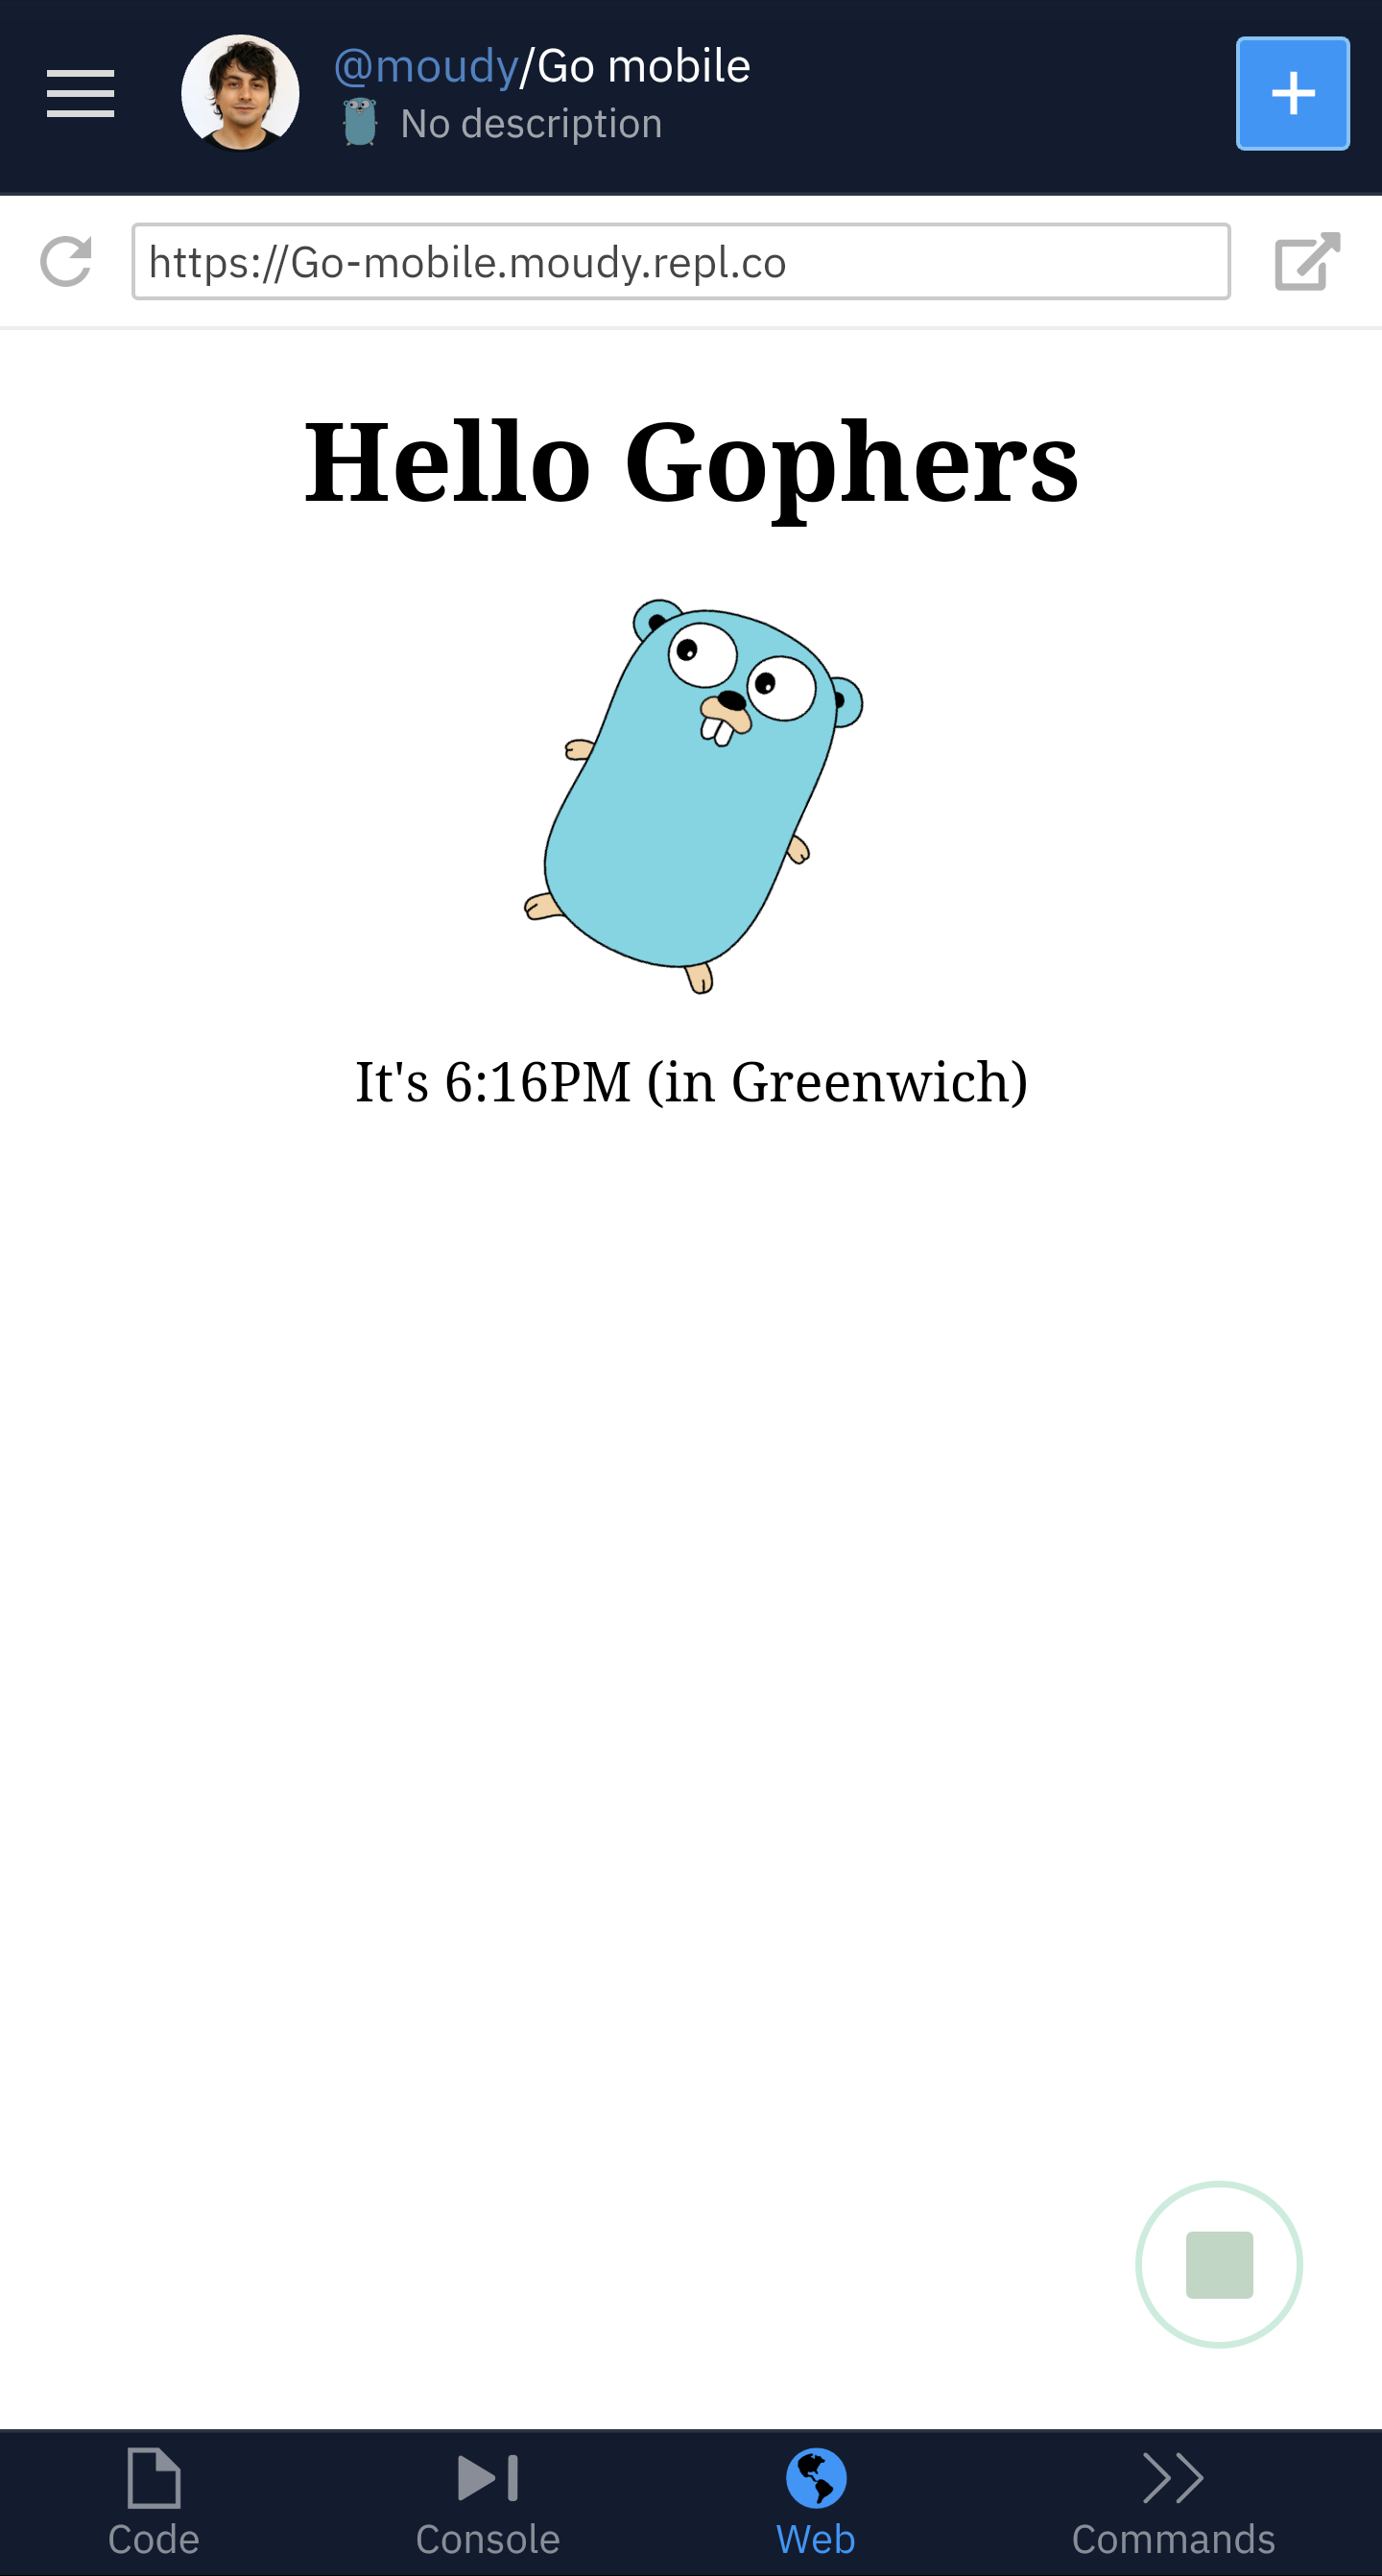 @moudy/Go mobile
No description
https://Go-mobile.moudy.repl.co
Hello Gophers
It's 6:16PM (in Greenwich)
Code
Console
Web
Commands